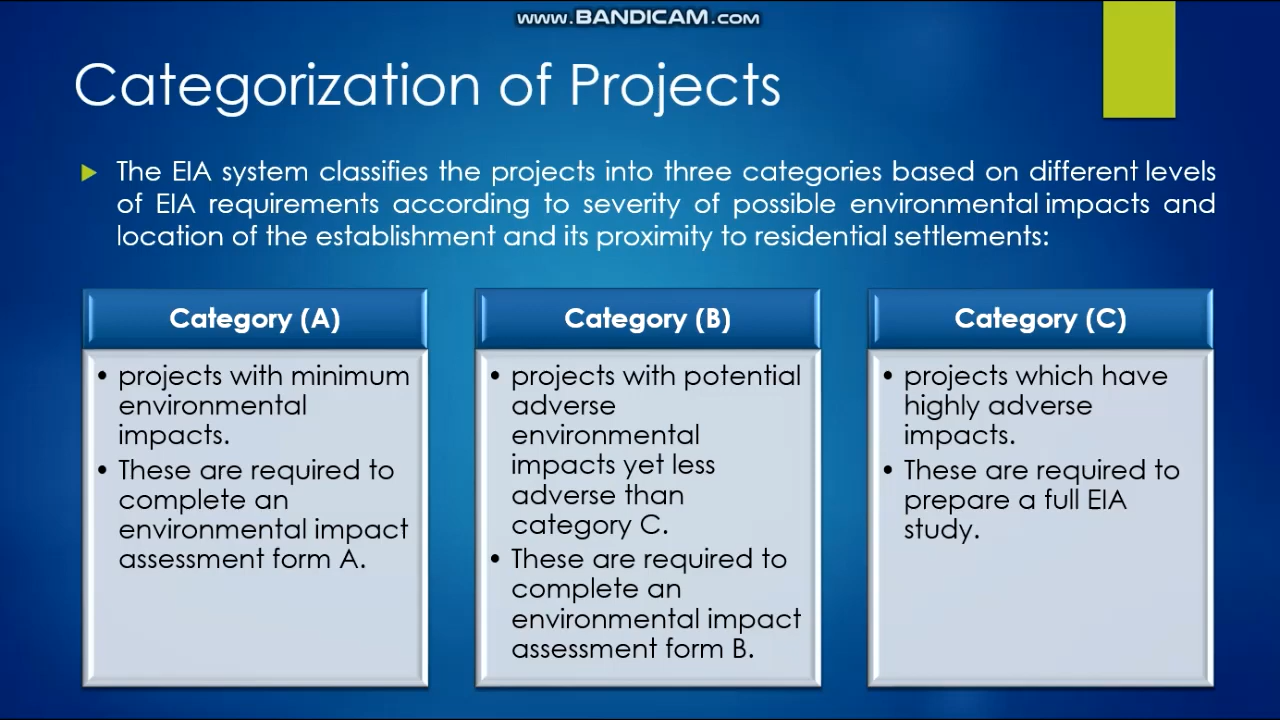 www.BANDICAM.com
Categorization of Projects
The EIA system classifies the projects into three categories based on different levels
of EIA requirements according to severity of possible environmental impacts and
location of the establishment and its proximity to residential settlements:
Category (A)
• projects with minimum
environmental
impacts.
• These are required to
complete an
environmental impact
assessment form A.
Category (B)
• projects with potential
adverse
environmental
impacts yet less
adverse than
category C.
• These are required to
complete an
environmental impact
assessment form B.
Category (C)
• projects which have
highly adverse
impacts.
• These are required to
prepare a full EIA
study.